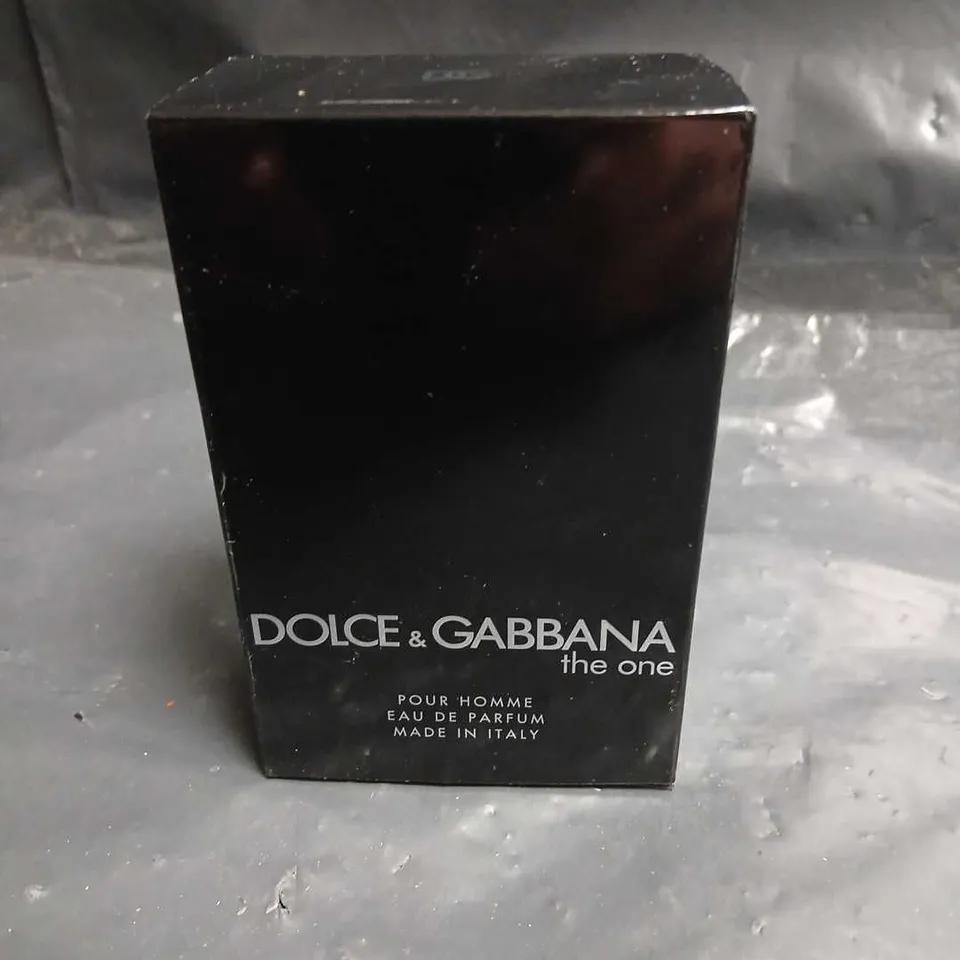 DOLCE & GABBANA
the one
POUR HOMME
EAU DE PARFUM
MADE IN ITALY